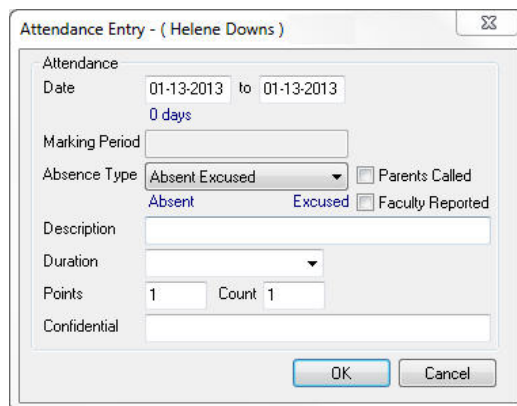 Attendance Entry - ( Helene Downs )
Attendance
Date 01-13-2013 to 01-13-2013
0 days
Marking Period
Absence Type Absent Excused Parents Called
Absent Excused Faculty Reported
Description
Duration
Points 1 Count 1
Confidential
OK Cancel